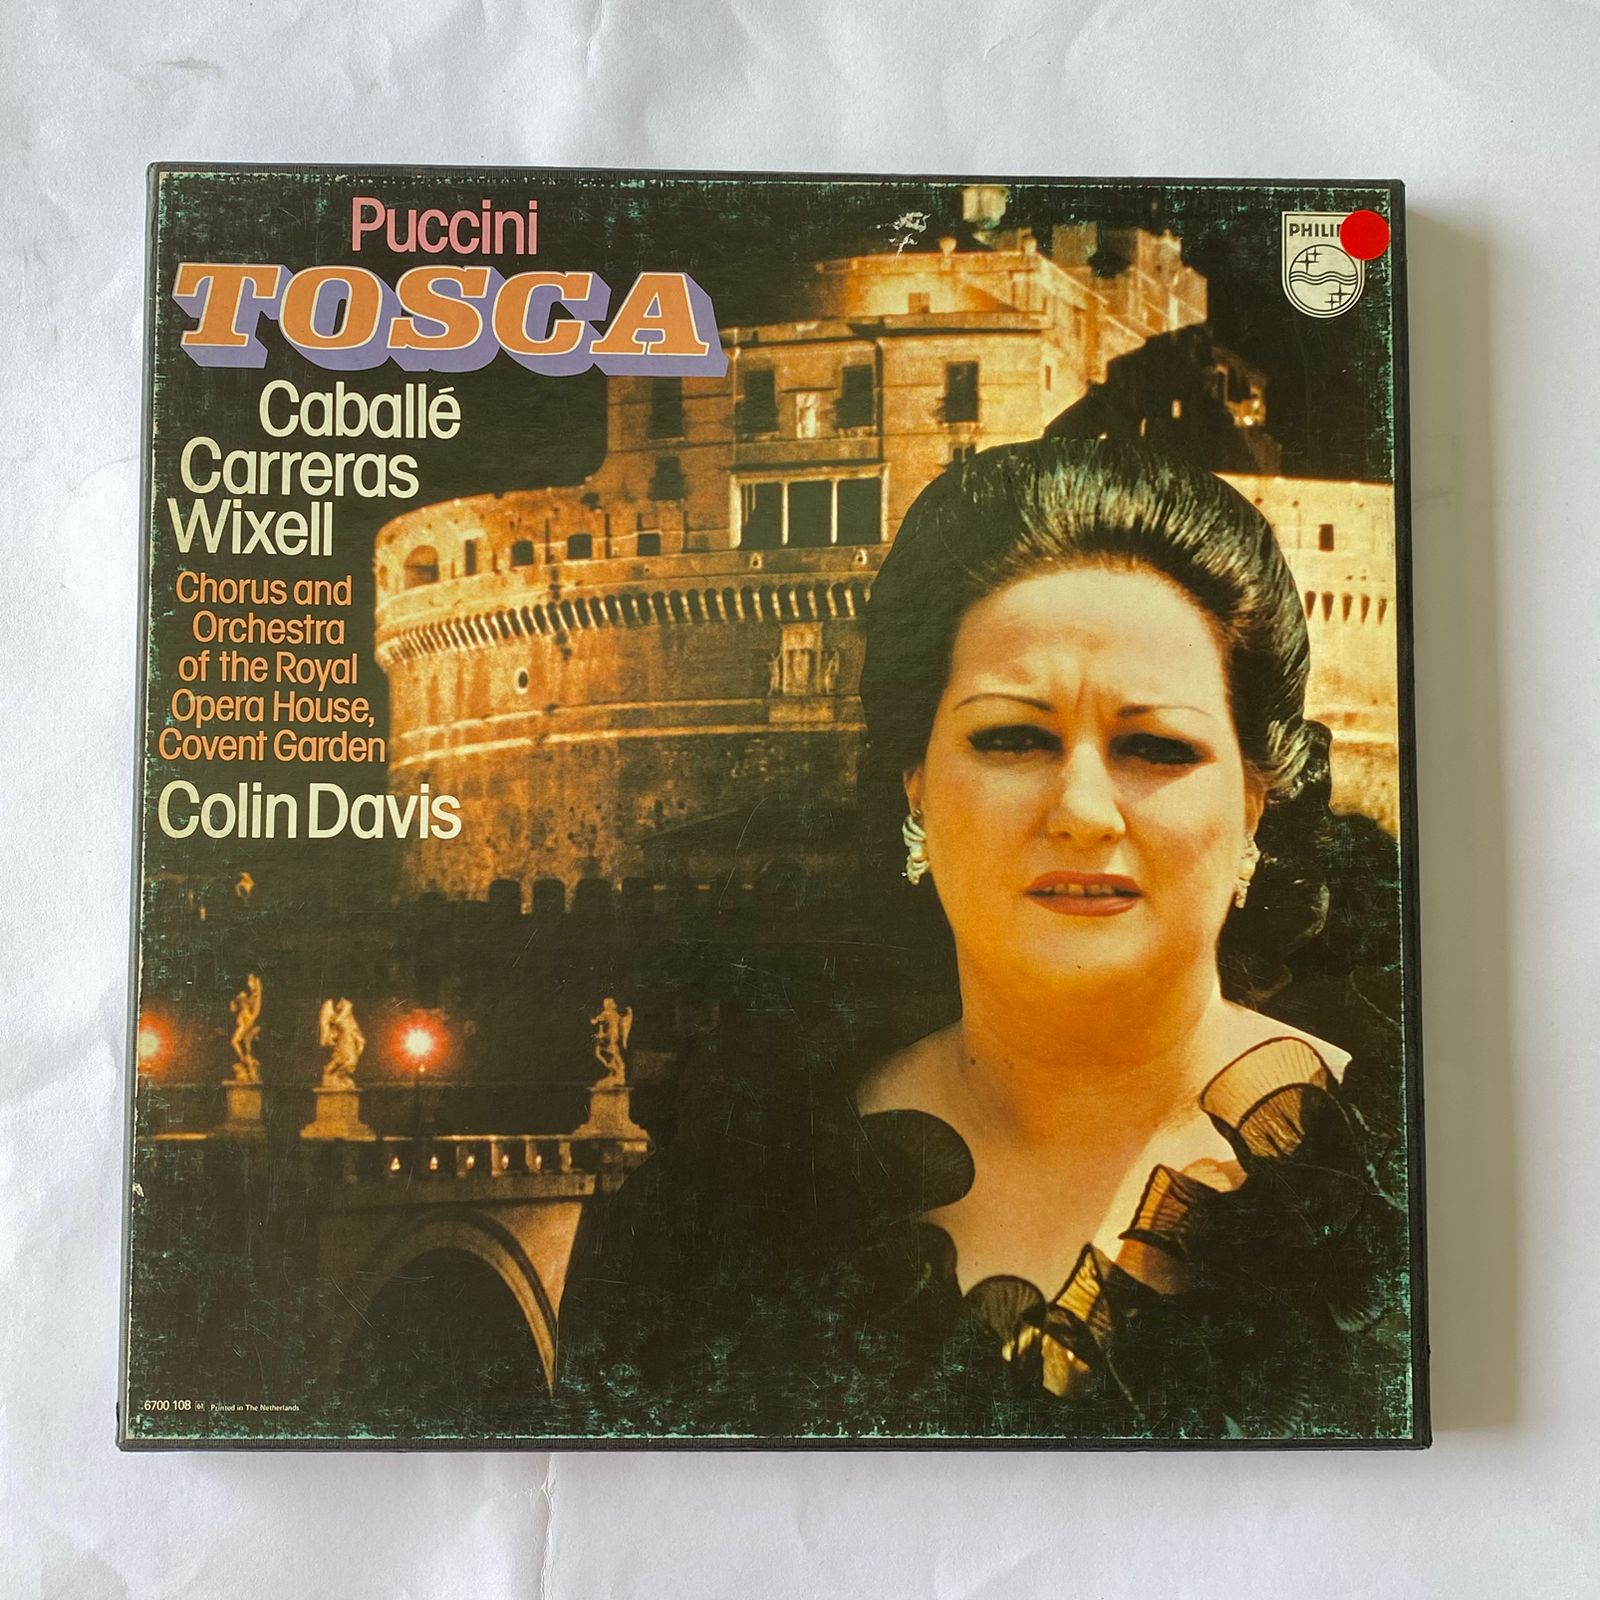 Puccini
TOSCA
Caballé
Carreras
Wixell
Chorus and
Orchestra
of the Royal
Opera House,
Covent Garden
Colin Davis
6700 108 Printed in The Netherlands